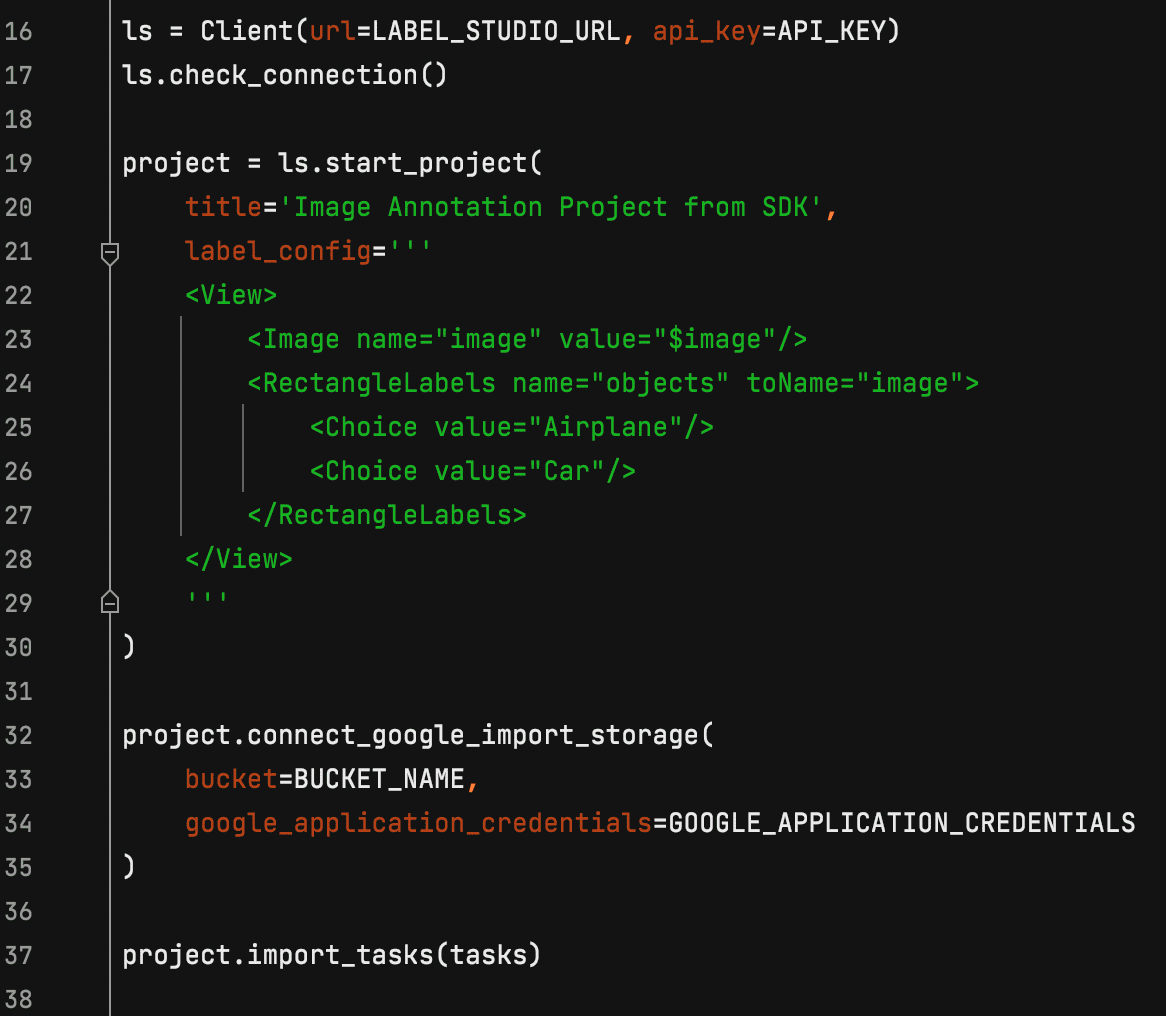 16 ls = Client(url=LABEL_STUDIO_URL, api_key=API_KEY)
17 ls.check_connection()
18
19 project = ls.start_project(
20     title='Image Annotation Project from SDK',
21     label_config='''
22     <View>
23         <Image name="image" value="$image"/>
24         <RectangleLabels name="objects" toName="image">
25             <Choice value="Airplane"/>
26             <Choice value="Car"/>
27         </RectangleLabels>
28     </View>
29     '''
30 )
31
32 project.connect_google_import_storage(
33     bucket=BUCKET_NAME,
34     google_application_credentials=GOOGLE_APPLICATION_CREDENTIALS
35 )
36
37 project.import_tasks(tasks)
38